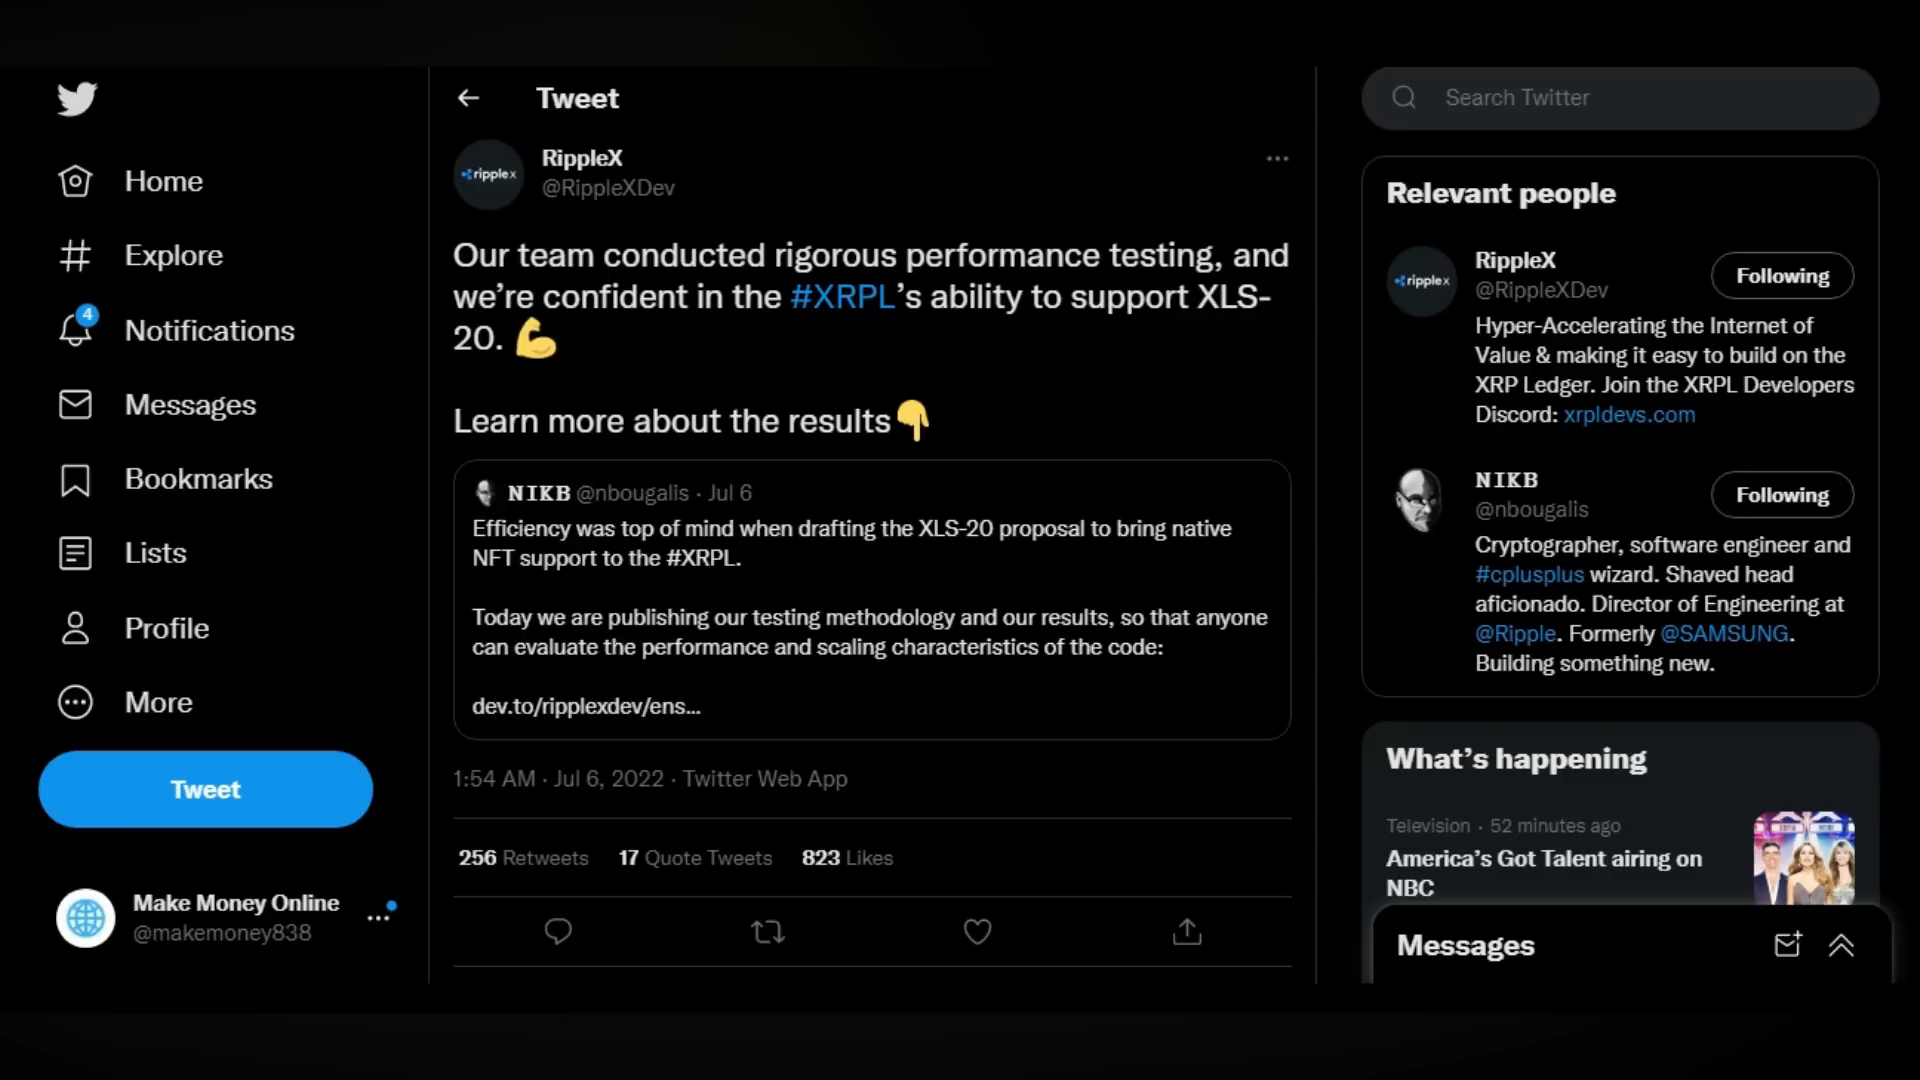 Home
Explore
4
Notifications
Messages
Bookmarks
Lists
Profile
More
Tweet
Make Money Online
@makemoney838
Tweet
ripplex
RippleX
@RippleXDev
Our team conducted rigorous performance testing, and
we’re confident in the #XRPL’s ability to support XLS-
20. 💪
Learn more about the results👇
NIKB @nbougalis · Jul 6
Efficiency was top of mind when drafting the XLS-20 proposal to bring native
NFT support to the #XRPL.
Today we are publishing our testing methodology and our results, so that anyone
can evaluate the performance and scaling characteristics of the code:
dev.to/ripplexdev/ens...
1:54 AM · Jul 6, 2022 · Twitter Web App
256 Retweets 17 Quote Tweets 823 Likes
Search Twitter
Relevant people
ripplex
RippleX
@RippleXDev
Following
Hyper-Accelerating the Internet of
Value & making it easy to build on the
XRP Ledger. Join the XRPL Developers
Discord: xrpldevs.com
NIKB
@nbougalis
Following
Cryptographer, software engineer and
#cplusplus wizard. Shaved head
aficionado. Director of Engineering at
@Ripple. Formerly @SAMSUNG.
Building something new.
What’s happening
Television · 52 minutes ago
America’s Got Talent airing on
NBC
Messages